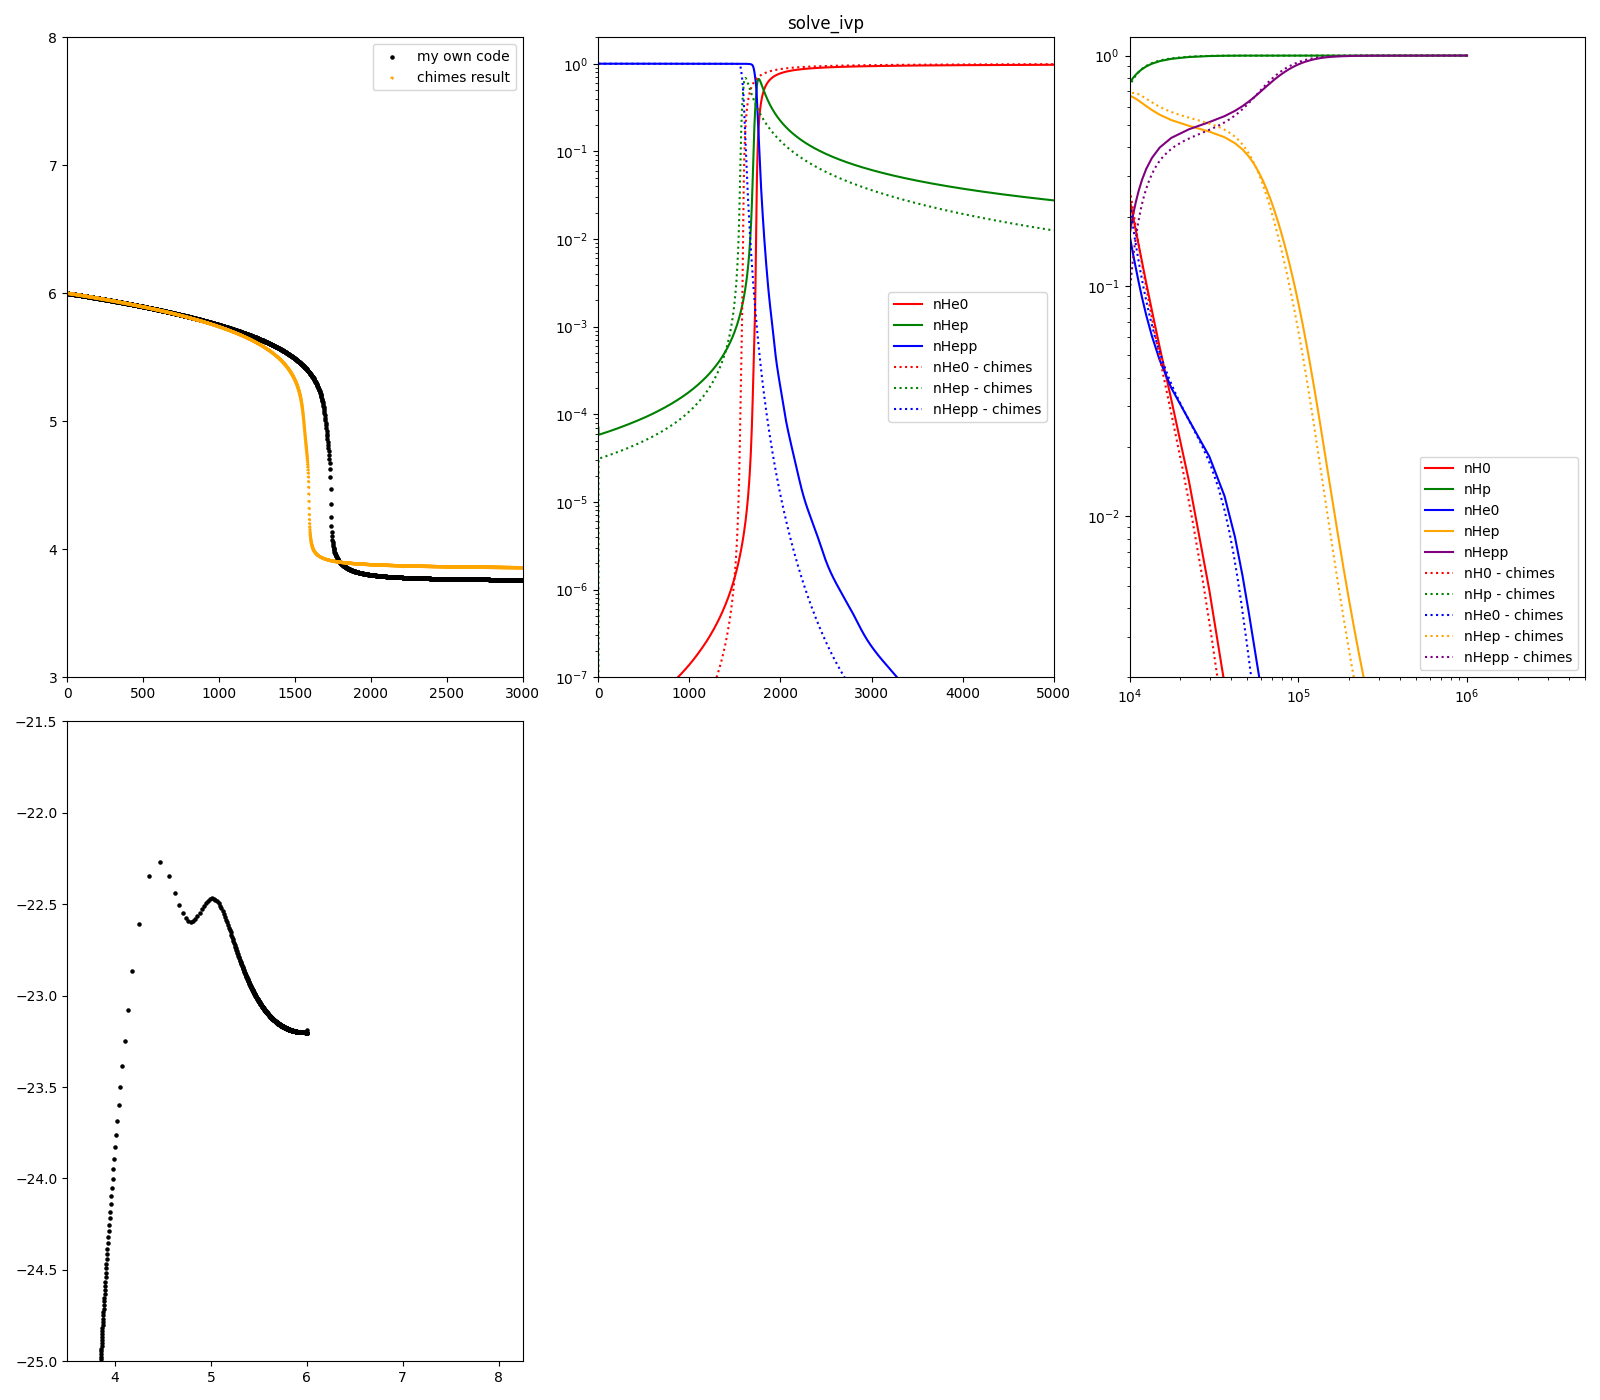 solve_ivp
8
7
6
5
4
3
0
500
1000
1500
2000
2500
3000
my own code
chimes result
10^0
10^-1
10^-2
10^-3
10^-4
10^-5
10^-6
10^-7
0
1000
2000
3000
4000
5000
nHe0
nHep
nHepp
nHe0 - chimes
nHep - chimes
nHepp - chimes
10^0
10^-1
10^-2
10^4
10^5
10^6
nH0
nHp
nHe0
nHep
nHepp
nH0 - chimes
nHp - chimes
nHe0 - chimes
nHep - chimes
nHepp - chimes
−21.5
−22.0
−22.5
−23.0
−23.5
−24.0
−24.5
−25.0
4
5
6
7
8